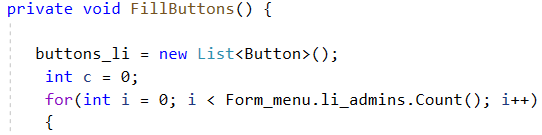 private void FillButtons() {
buttons_li = new List<Button>();
int c = 0;
for(int i = 0; i < Form_menu.li_admins.Count(); i++)
{